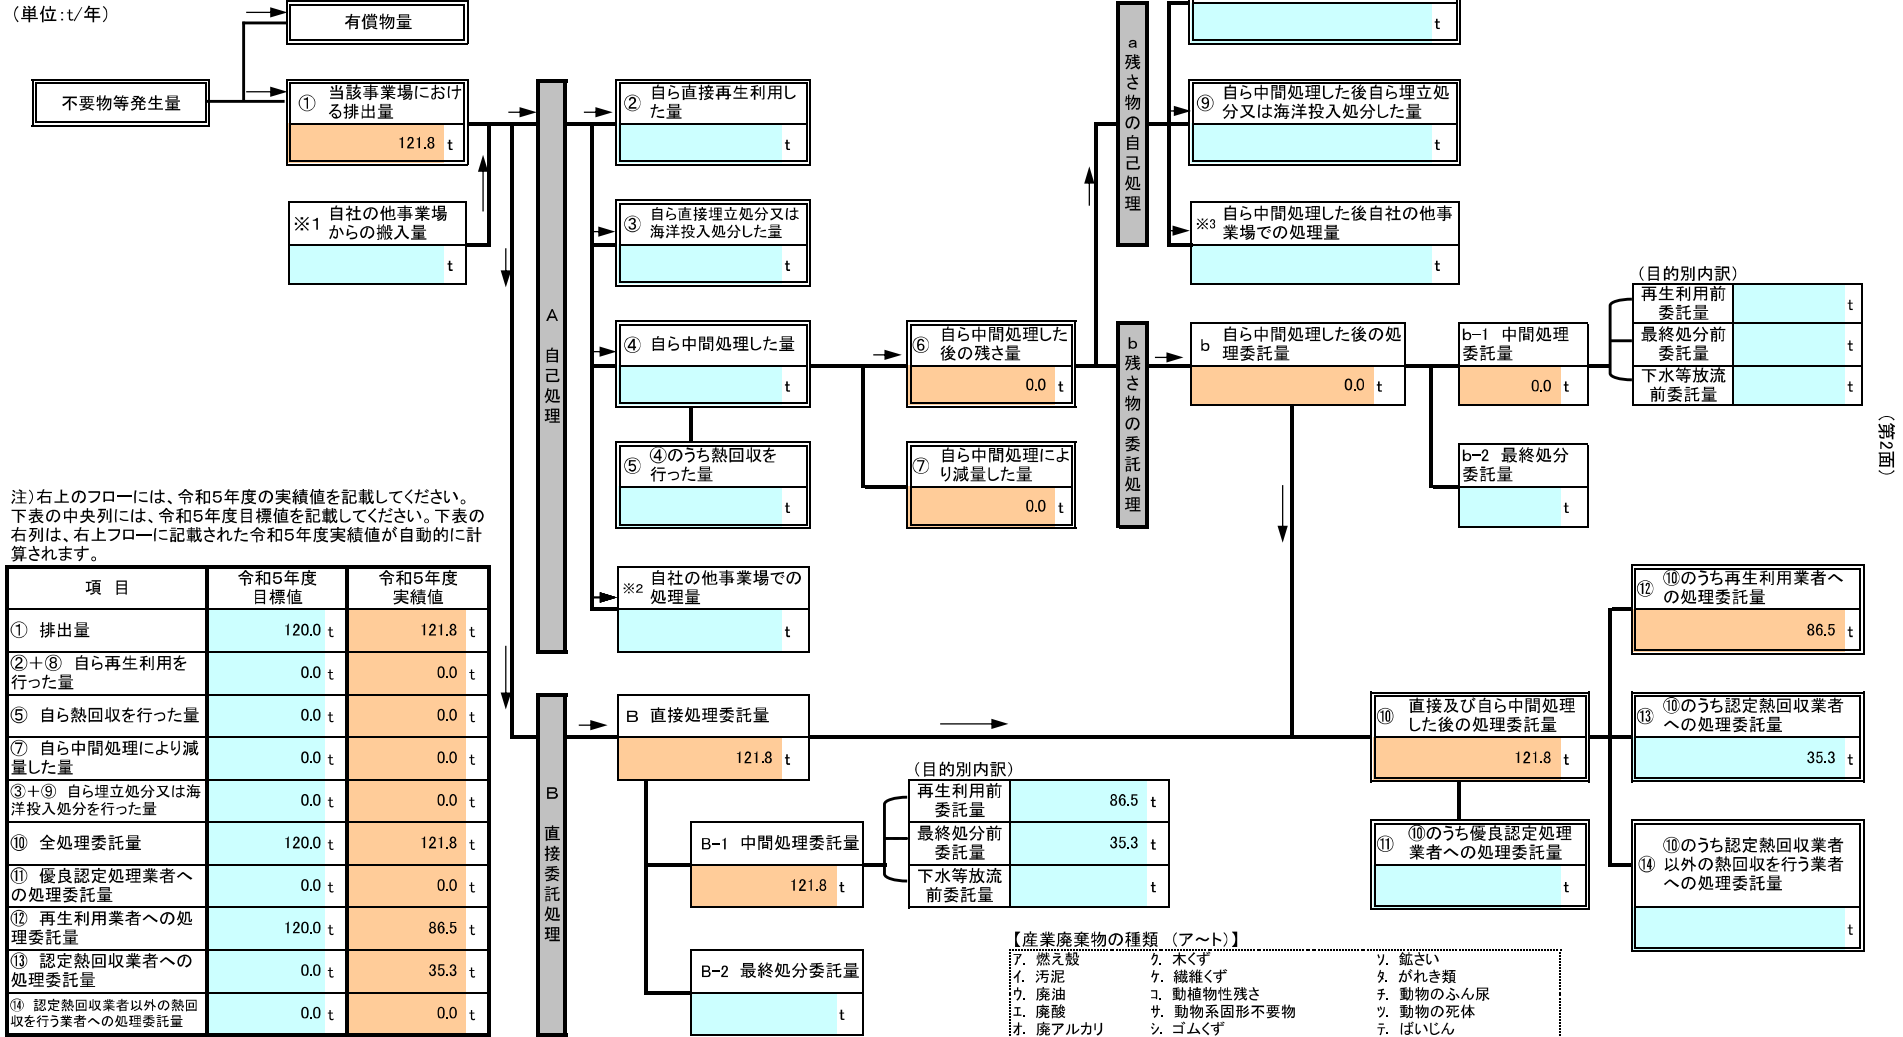 (単位:t/年)
有償物量
不要物等発生量
① 当該事業場におけ
る排出量
121.8 t
※1 自社の他事業場
からの搬入量
t
A 自己処理
② 自ら直接再生利用し
た量
t
③ 自ら直接埋立処分又は
海洋投入処分した量
t
④ 自ら中間処理した量
t
⑤ ④のうち熱回収を
行った量
t
※2 自社の他事業場での
処理量
t
⑥ 自ら中間処理した
後の残さ量
0.0 t
⑦ 自ら中間処理によ
り減量した量
0.0 t
a 残さ物の自己処理
t
⑨ 自ら中間処理した後自ら埋立処
分又は海洋投入処分した量
t
※3 自ら中間処理した後自社の他事
業場での処理量
t
b 残さ物の委託処理
b 自ら中間処理した後の処
理委託量
0.0 t
b-1 中間処理
委託量
0.0 t
(目的別内訳)
再生利用前
委託量 t
最終処分前
委託量 t
下水等放流
前委託量 t
b-2 最終処分
委託量
t
(第2面)
注)右上のフローには、令和5年度の実績値を記載してください。
下表の中央列には、令和5年度目標値を記載してください。下表の
右列は、右上フローに記載された令和5年度実績値が自動的に計
算されます。
項 目 令和5年度 令和5年度
目標値 実績値
① 排出量 120.0 t 121.8 t
②+⑧ 自ら再生利用を
行った量 0.0 t 0.0 t
⑤ 自ら熱回収を行った量 0.0 t 0.0 t
⑦ 自ら中間処理により減
量した量 0.0 t 0.0 t
③+⑨ 自ら埋立処分又は海
洋投入処分を行った量 0.0 t 0.0 t
⑩ 全処理委託量 120.0 t 121.8 t
⑪ 優良認定処理業者へ
の処理委託量 0.0 t 0.0 t
⑫ 再生利用業者への処
理委託量 120.0 t 86.5 t
⑬ 認定熱回収業者への
処理委託量 0.0 t 35.3 t
⑭ 認定熱回収業者以外の熱回
収を行う業者への処理委託量 0.0 t 0.0 t
B 直接委託処理
B 直接処理委託量
121.8 t
B-1 中間処理委託量
121.8 t
(目的別内訳)
再生利用前
委託量 86.5 t
最終処分前
委託量 35.3 t
下水等放流
前委託量 t
B-2 最終処分委託量
t
⑩ 直接及び自ら中間処理
した後の処理委託量
121.8 t
⑪ ⑩のうち優良認定処理
業者への処理委託量
t
⑫ ⑩のうち再生利用業者へ
の処理委託量
86.5 t
⑬ ⑩のうち認定熱回収業者
への処理委託量
35.3 t
⑭ ⑩のうち認定熱回収業者
以外の熱回収を行う業者
への処理委託量
t
【産業廃棄物の種類 (ア~ト)】
ア. 燃え殻 ク. 木くず ソ. 鉱さい
イ. 汚泥 ケ. 繊維くず タ. がれき類
ウ. 廃油 コ. 動植物性残さ チ. 動物のふん尿
エ. 廃酸 サ. 動物系固形不要物 ツ. 動物の死体
オ. 廃アルカリ シ. ゴムくず テ. ばいじん